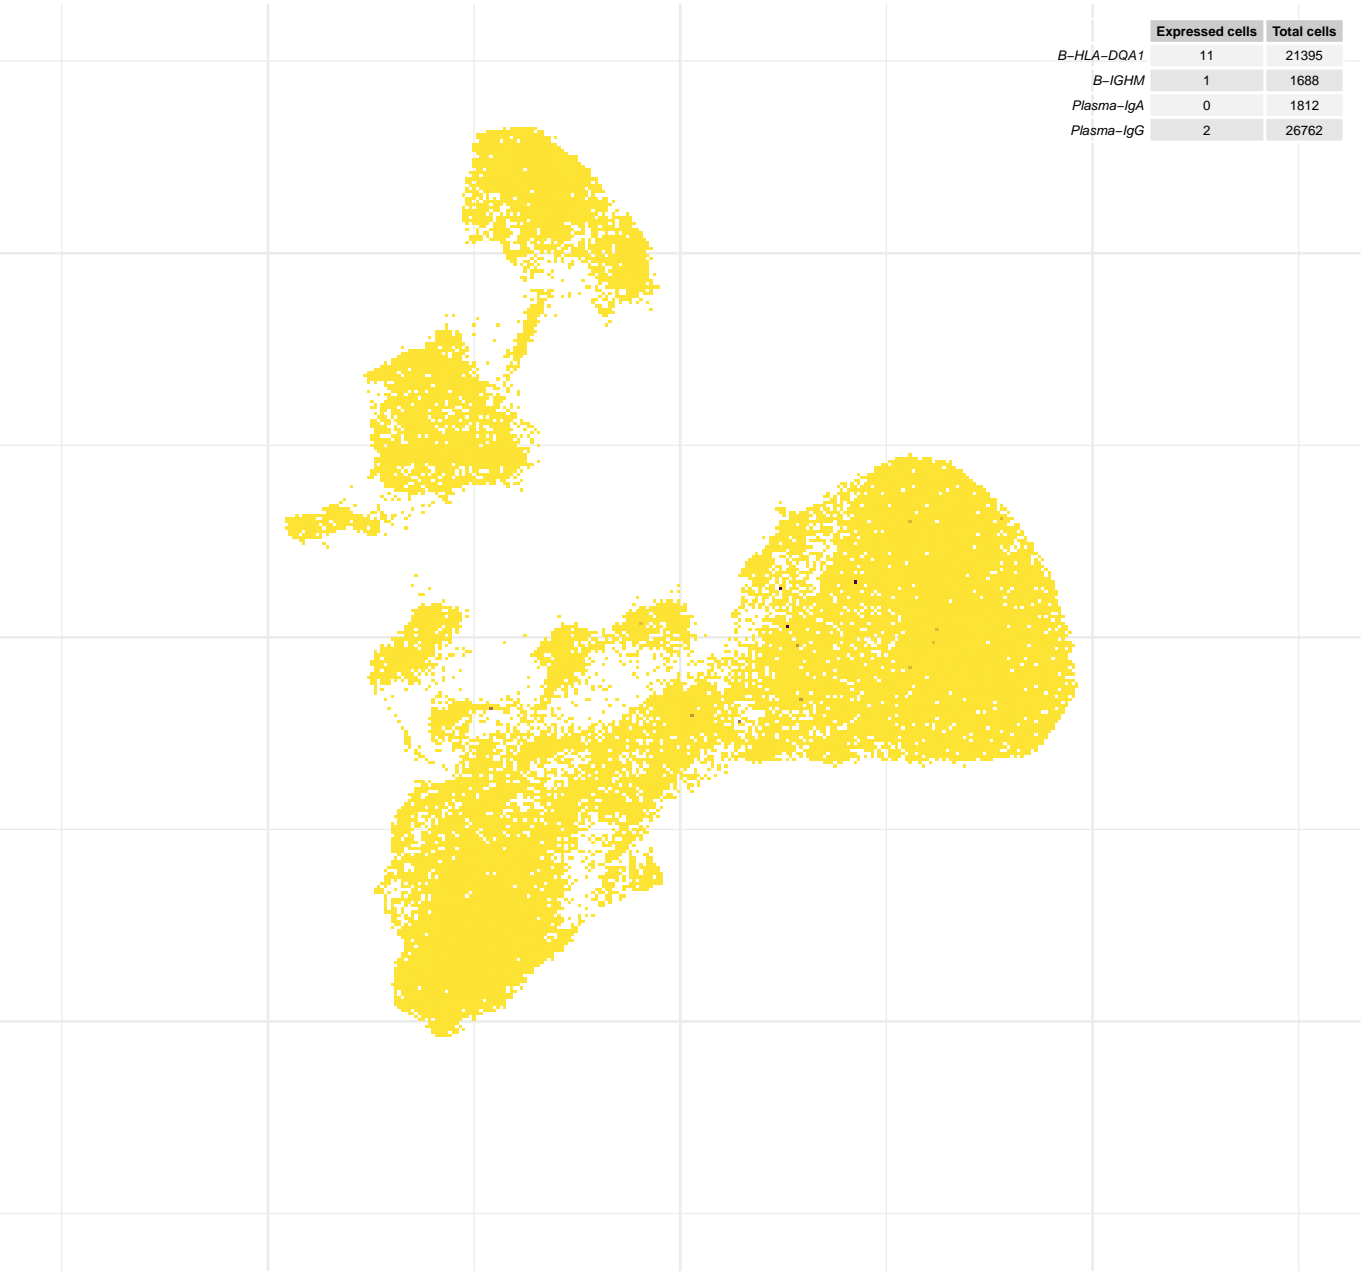 Expressed cells Total cells
B−HLA−DQA1 11 21395
B−IGHM 1 1688
Plasma−IgA 0 1812
Plasma−IgG 2 26762